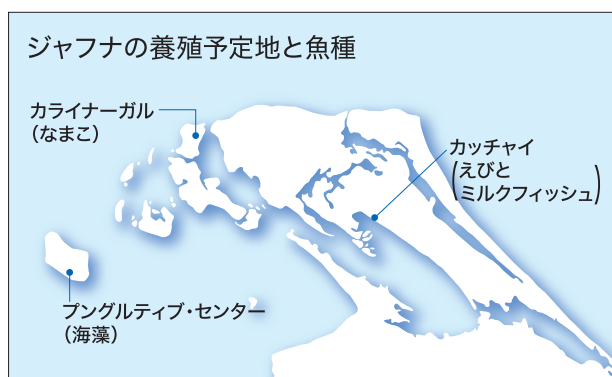 ジャフナの養殖予定地と魚種
カライナーガル
（なまこ）
カッチャイ
（えびと
ミルクフィッシュ）
プングルティブ・センター
（海藻）